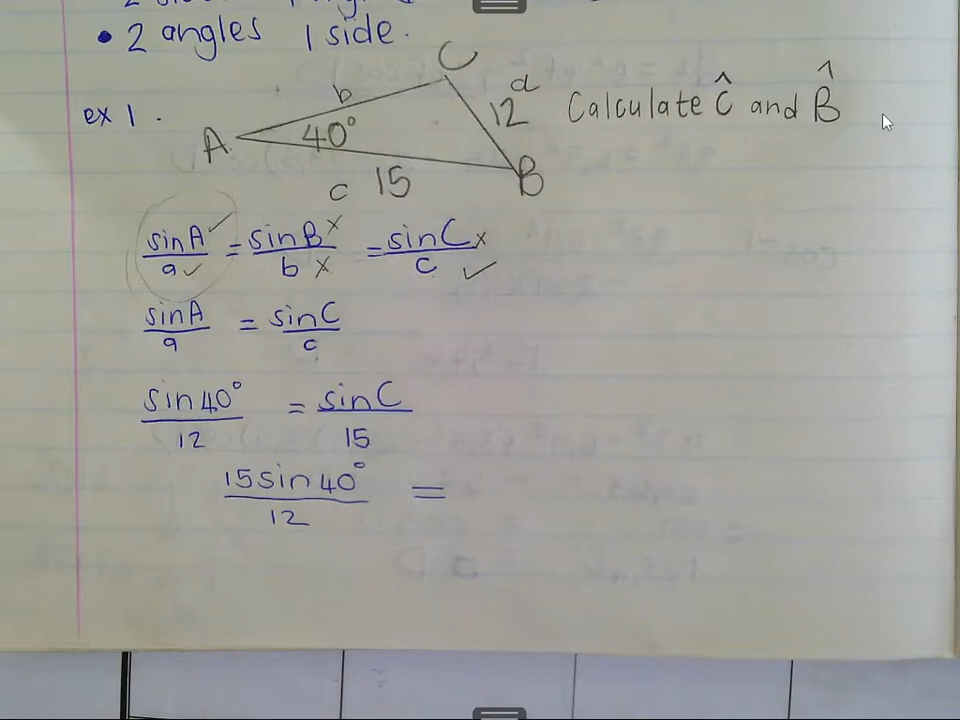 • 2 angles 1 side.
ex 1. Calculate Ĉ and B̂
A 40° b C a 12 B c 15
sinA/a ✓ = sinB/b x = sinC/c x ✓
sinA/a = sinC/c
sin40°/12 = sinC/15
15sin40°/12 =